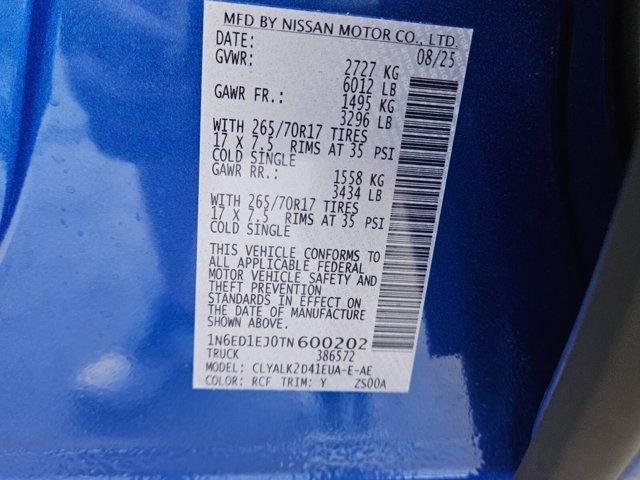 MFD BY NISSAN MOTOR CO., LTD.
DATE: 08/25
GVWR: 2727 KG
6012 LB
GAWR FR.: 1495 KG
3296 LB
WITH 265/70R17 TIRES
17 X 7.5 RIMS AT 35 PSI
COLD SINGLE
GAWR RR.: 1558 KG
3434 LB
WITH 265/70R17 TIRES
17 X 7.5 RIMS AT 35 PSI
COLD SINGLE
THIS VEHICLE CONFORMS TO
ALL APPLICABLE FEDERAL
MOTOR VEHICLE SAFETY AND
THEFT PREVENTION
STANDARDS IN EFFECT ON
THE DATE OF MANUFACTURE
SHOWN ABOVE.
1N6ED1EJ0TN600202
TRUCK 386572
MODEL: CLYALK2D41EUA-E-AE
COLOR: RCF TRIM: Y ZS00A